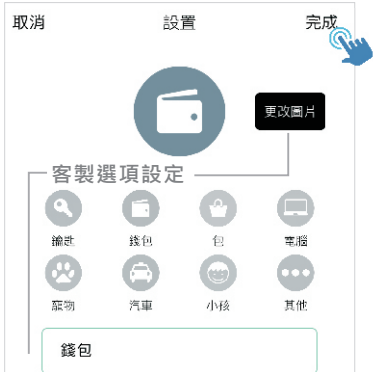 取消 設置 完成
更改圖片
客製選項設定
鑰匙 錢包 包 電腦
寵物 汽車 小孩 其他
錢包